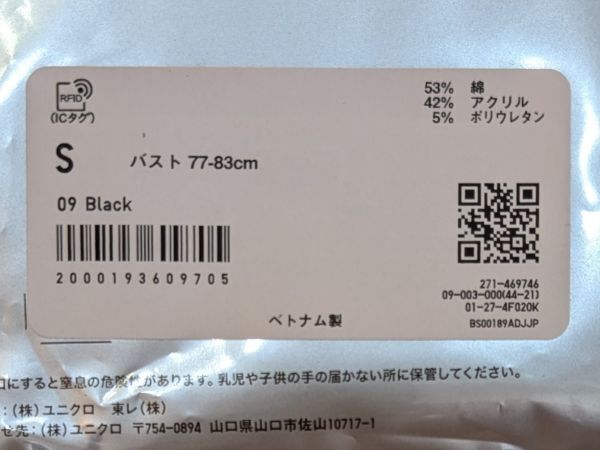 RFID
(ICタグ)
53% 綿
42% アクリル
5% ポリウレタン
S バスト 77-83cm
09 Black
2000193609705
271-469746
09-003-000(44-21)
01-27-4F020K
ベトナム製
BS00189ADJJP
口にすると窒息の危険性があります。乳児や子供の手の届かない所に保管してください。
:(株)ユニクロ 東レ(株)
せ先:(株)ユニクロ 〒754-0894 山口県山口市佐山10717-1